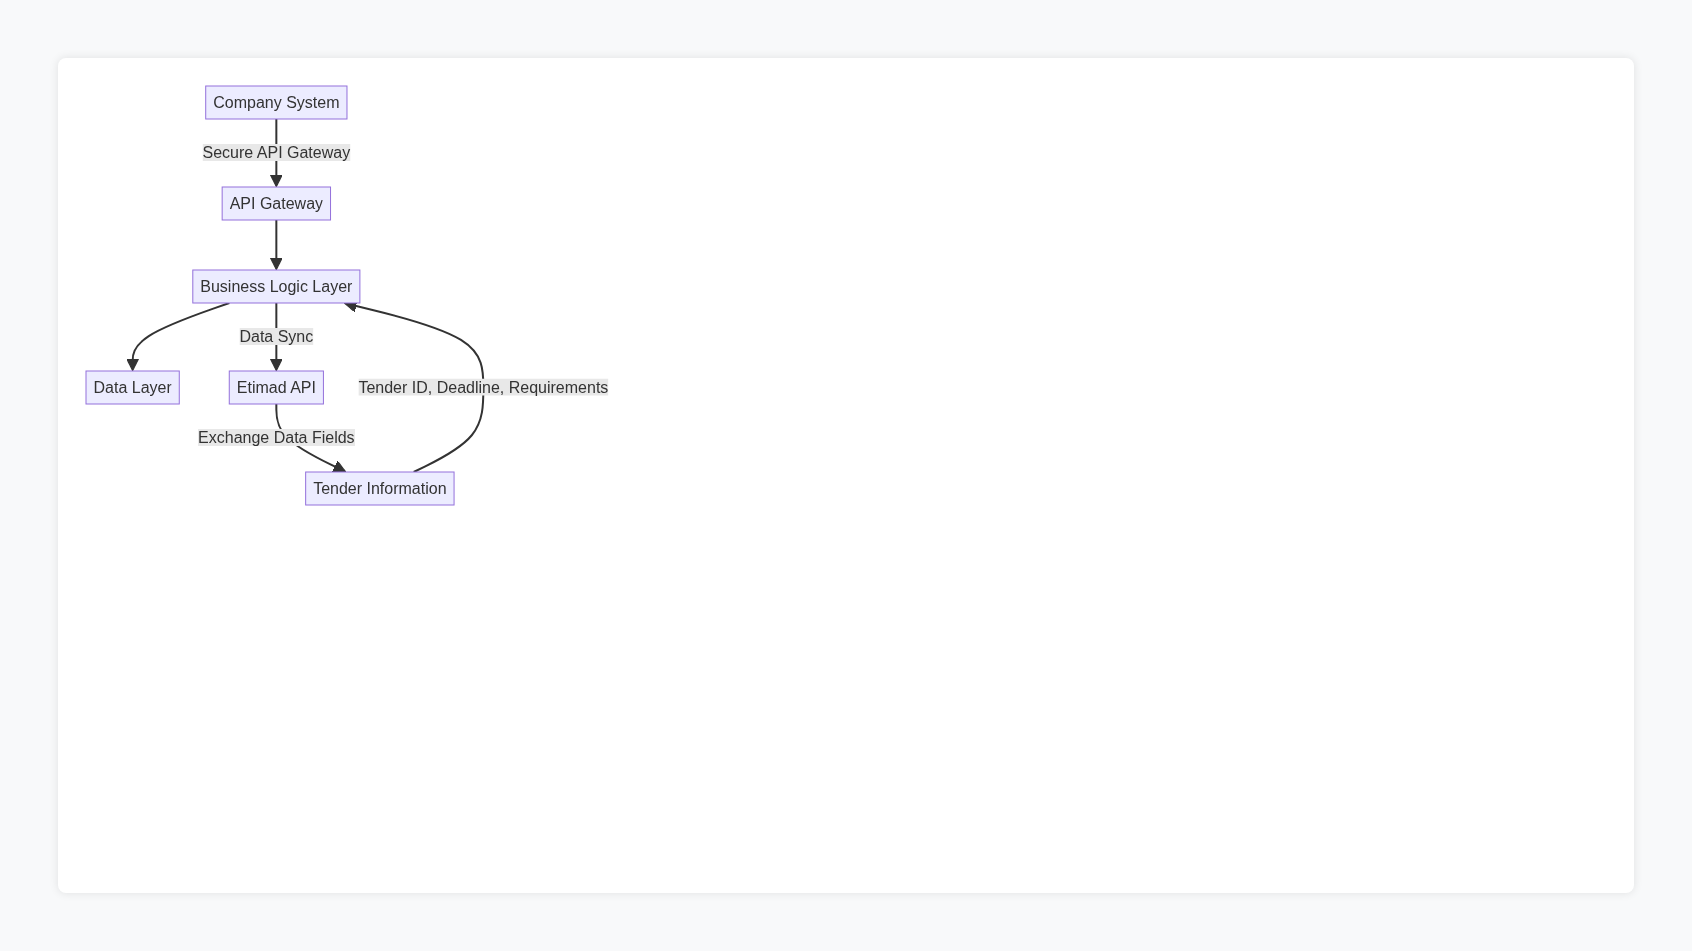 Company System
Secure API Gateway
API Gateway
Business Logic Layer
Data Sync
Data Layer
Etimad API
Tender ID, Deadline, Requirements
Exchange Data Fields
Tender Information